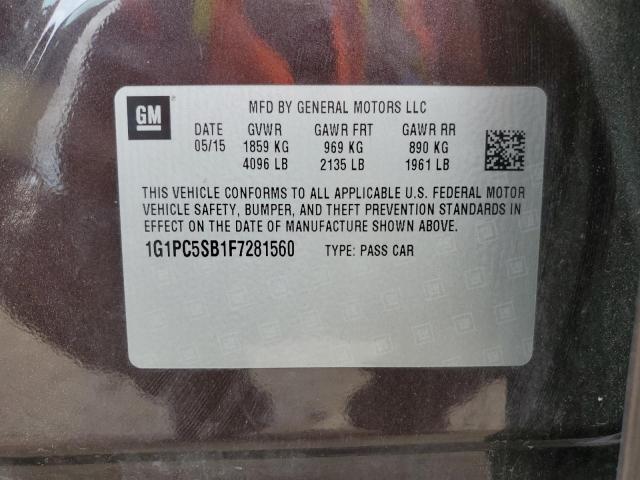 GM
MFD BY GENERAL MOTORS LLC
DATE GVWR GAWR FRT GAWR RR
05/15 1859 KG 969 KG 890 KG
4096 LB 2135 LB 1961 LB
THIS VEHICLE CONFORMS TO ALL APPLICABLE U.S. FEDERAL MOTOR
VEHICLE SAFETY, BUMPER, AND THEFT PREVENTION STANDARDS IN
EFFECT ON THE DATE OF MANUFACTURE SHOWN ABOVE.
1G1PC5SB1F7281560 TYPE: PASS CAR